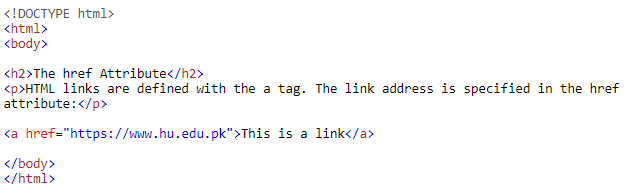 <!DOCTYPE html>
<html>
<body>
<h2>The href Attribute</h2>
<p>HTML links are defined with the a tag. The link address is specified in the href
attribute:</p>
<a href="https://www.hu.edu.pk">This is a link</a>
</body>
</html>